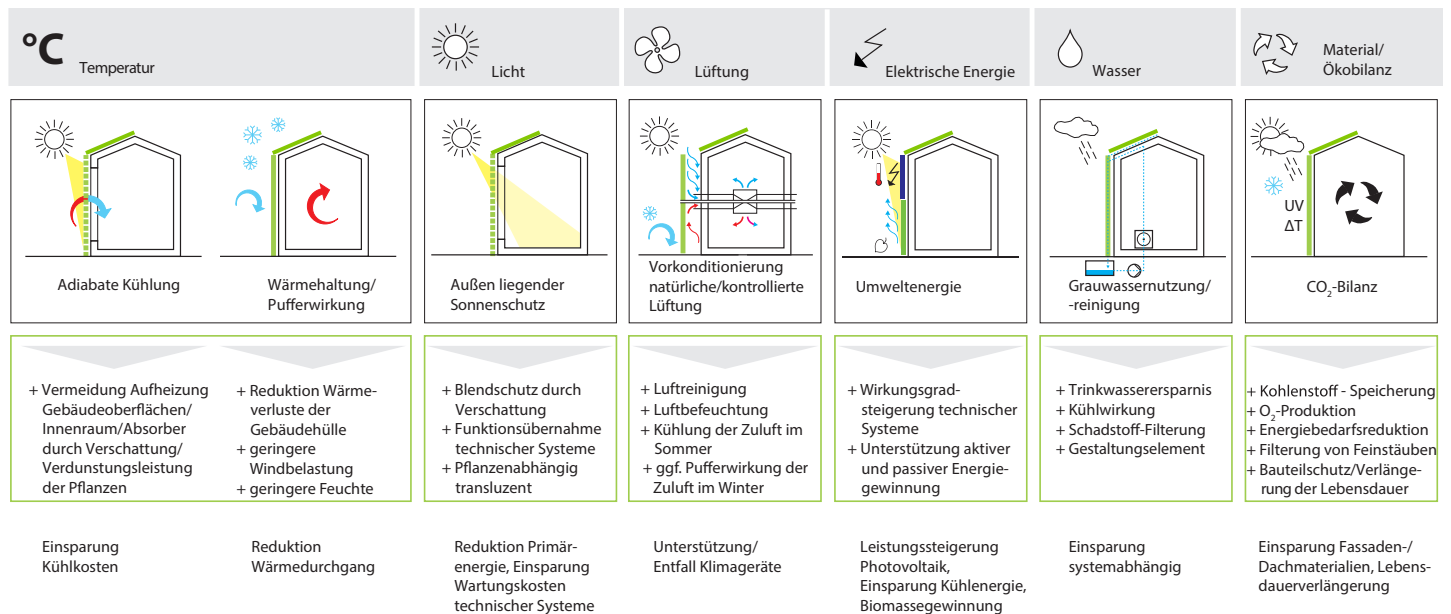 °C Temperatur
Licht
Lüftung
Elektrische Energie
Wasser
Material/
Ökobilanz
Adiabate Kühlung
Wärmehaltung/
Pufferwirkung
Außen liegender
Sonnenschutz
Vorkonditionierung
natürliche/kontrollierte
Lüftung
Umweltenergie
Grauwassernutzung/
-reinigung
UV
ΔT
CO₂-Bilanz
+ Vermeidung Aufheizung
Gebäudeoberflächen/
Innenraum/Absorber
durch Verschattung/
Verdunstungsleistung
der Pflanzen
+ Reduktion Wärme-
verluste der
Gebäudehülle
+ geringere
Windbelastung
+ geringere Feuchte
+ Blendschutz durch
Verschattung
+ Funktionsübernahme
technischer Systeme
+ Pflanzenabhängig
transluzent
+ Luftreinigung
+ Luftbefeuchtung
+ Kühlung der Zuluft im
Sommer
+ ggf. Pufferwirkung der
Zuluft im Winter
+ Wirkungsgrad-
steigerung technischer
Systeme
+ Unterstützung aktiver
und passiver Energie-
gewinnung
+ Trinkwasserersparnis
+ Kühlwirkung
+ Schadstoff-Filterung
+ Gestaltungselement
+ Kohlenstoff - Speicherung
+ O₂-Produktion
+ Energiebedarfsreduktion
+ Filterung von Feinstäuben
+ Bauteilschutz/Verlänge-
rung der Lebensdauer
Einsparung
Kühlkosten
Reduktion
Wärmedurchgang
Reduktion Primär-
energie, Einsparung
Wartungskosten
technischer Systeme
Unterstützung/
Entfall Klimageräte
Leistungssteigerung
Photovoltaik,
Einsparung Kühlenergie,
Biomassegewinnung
Einsparung
systemabhängig
Einsparung Fassaden-/
Dachmaterialien, Lebens-
dauerverlängerung